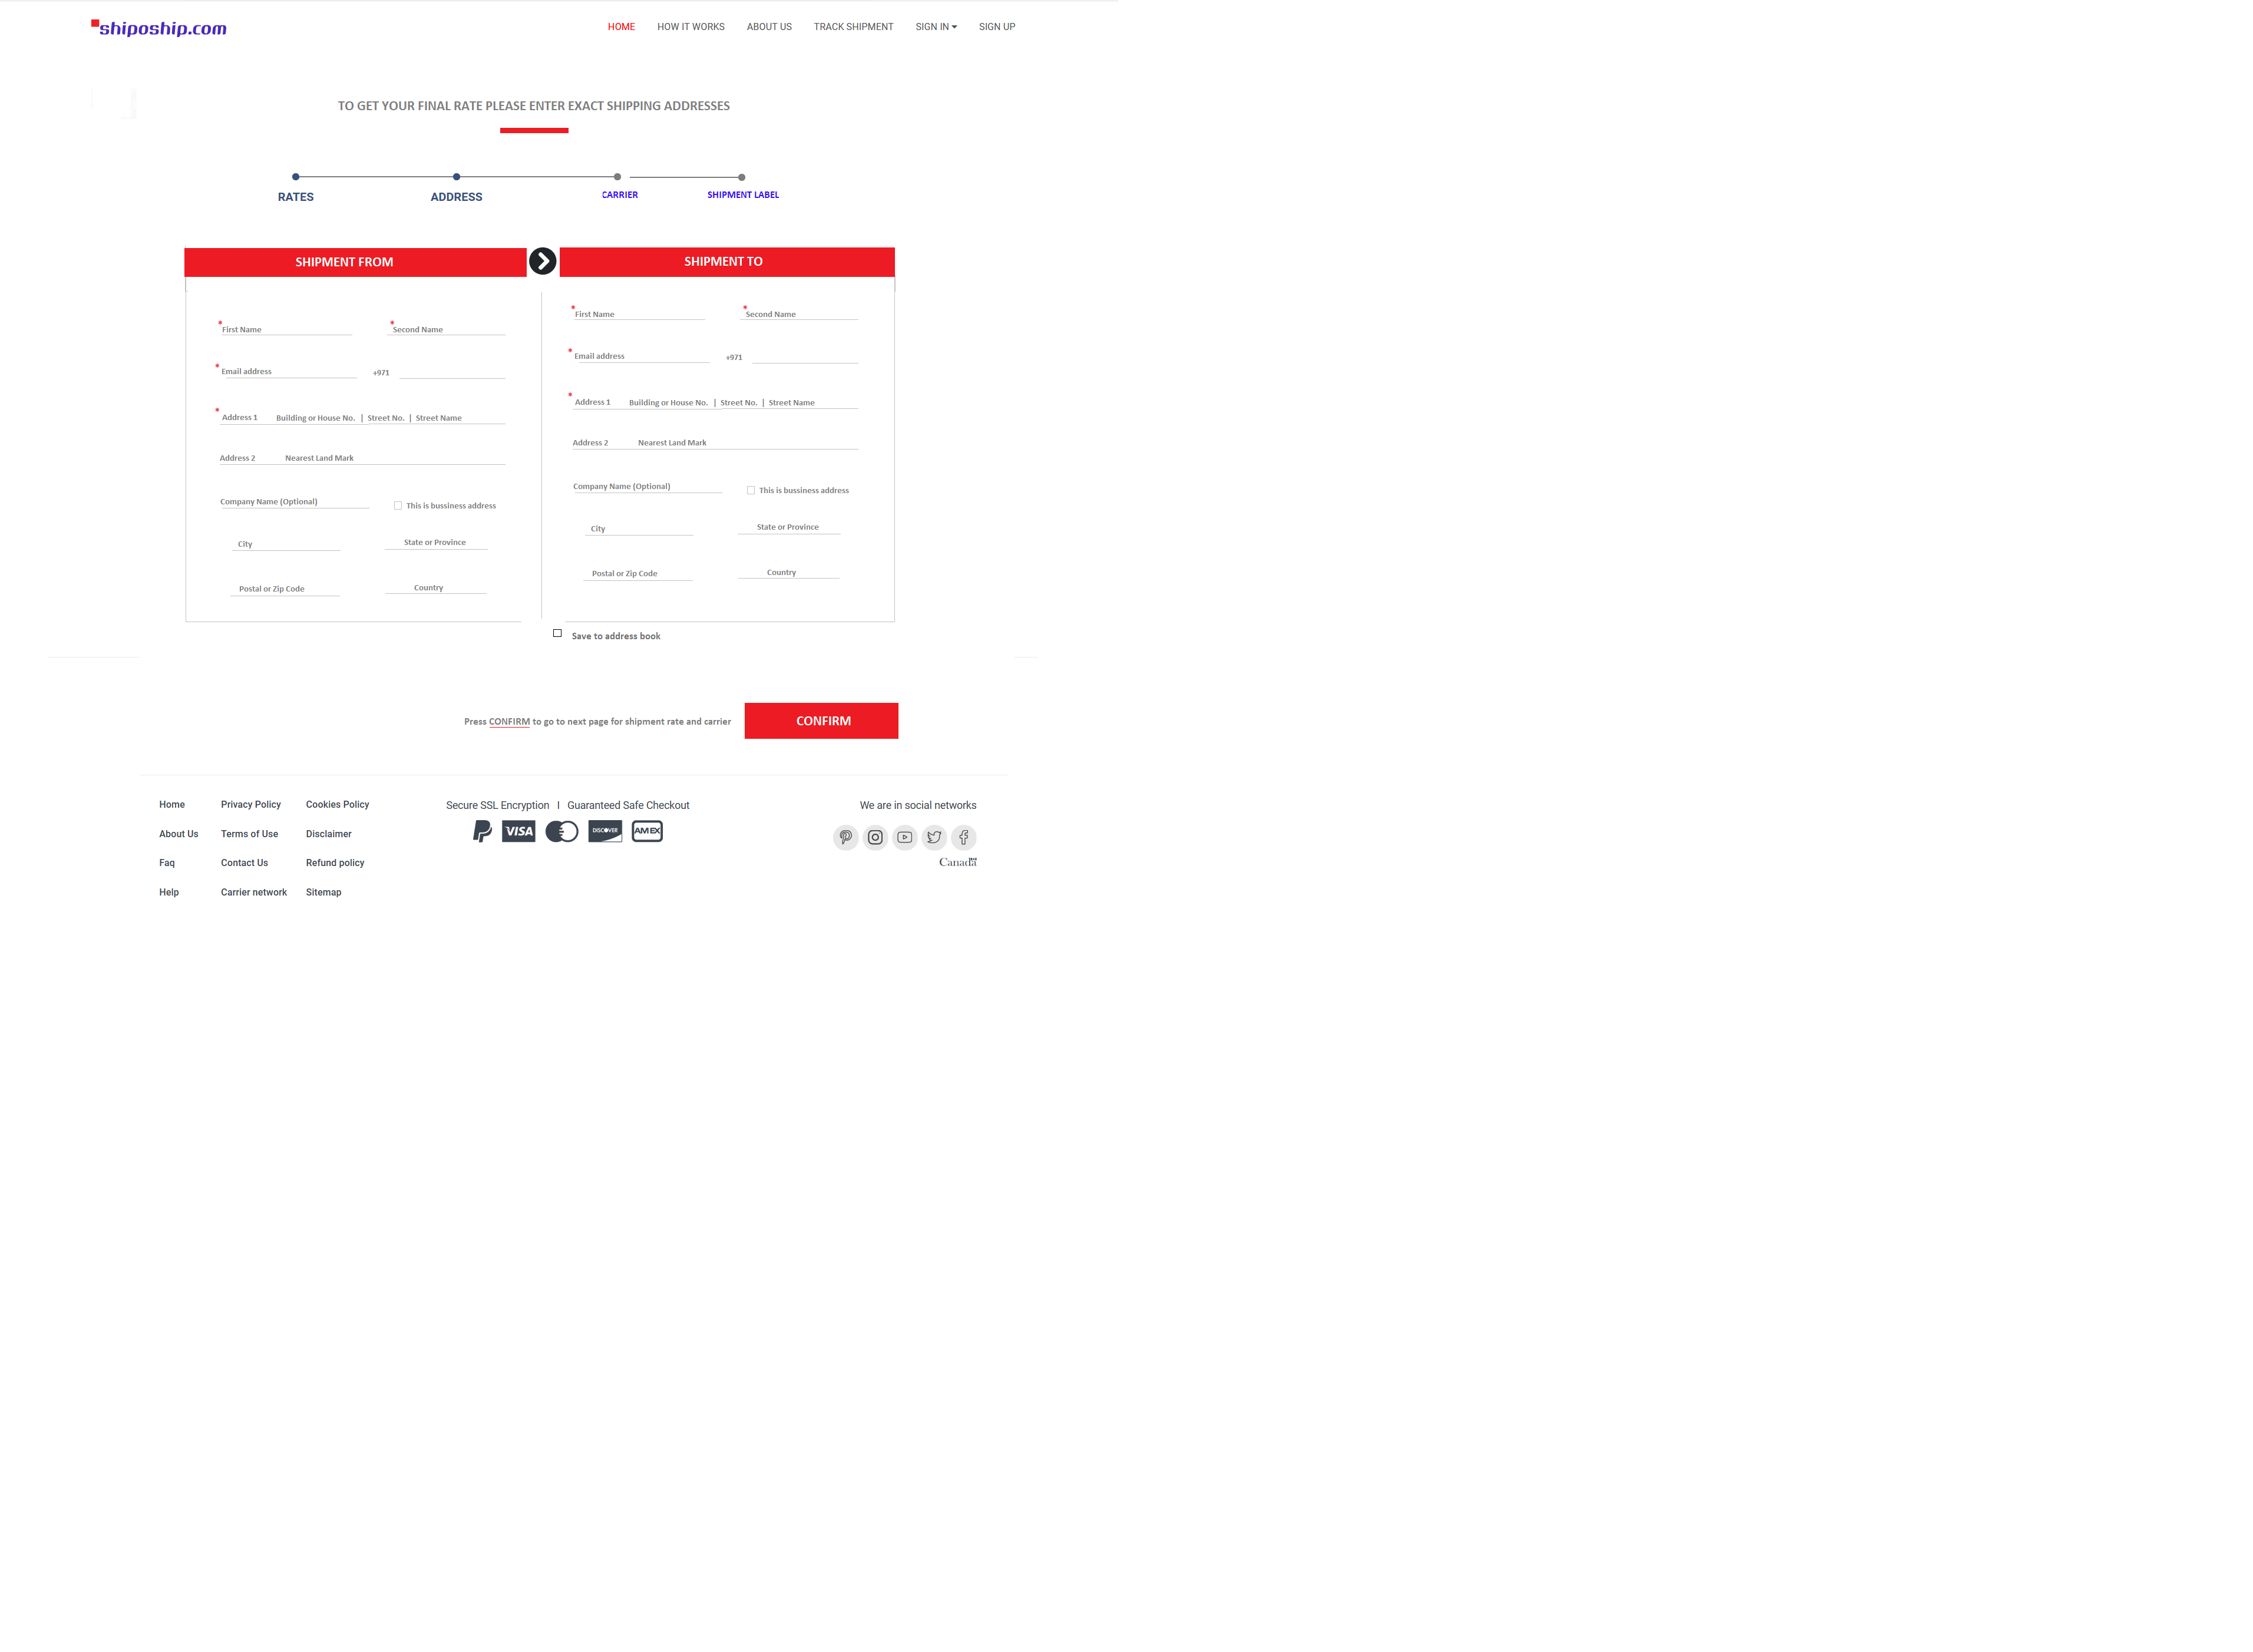 shipoship.com
HOME HOW IT WORKS ABOUT US TRACK SHIPMENT SIGN IN SIGN UP
TO GET YOUR FINAL RATE PLEASE ENTER EXACT SHIPPING ADDRESSES
RATES ADDRESS CARRIER SHIPMENT LABEL
SHIPMENT FROM
* First Name * Second Name
* Email address +971
* Address 1 Building or House No. | Street No. | Street Name
Address 2 Nearest Land Mark
Company Name (Optional) This is bussiness address
City State or Province
Postal or Zip Code Country
SHIPMENT TO
* First Name * Second Name
* Email address +971
* Address 1 Building or House No. | Street No. | Street Name
Address 2 Nearest Land Mark
Company Name (Optional) This is bussiness address
City State or Province
Postal or Zip Code Country
Save to address book
Press CONFIRM to go to next page for shipment rate and carrier CONFIRM
Home Privacy Policy Cookies Policy
About Us Terms of Use Disclaimer
Faq Contact Us Refund policy
Help Carrier network Sitemap
Secure SSL Encryption | Guaranteed Safe Checkout
VISA DISCOVER AMEX
We are in social networks
Canada